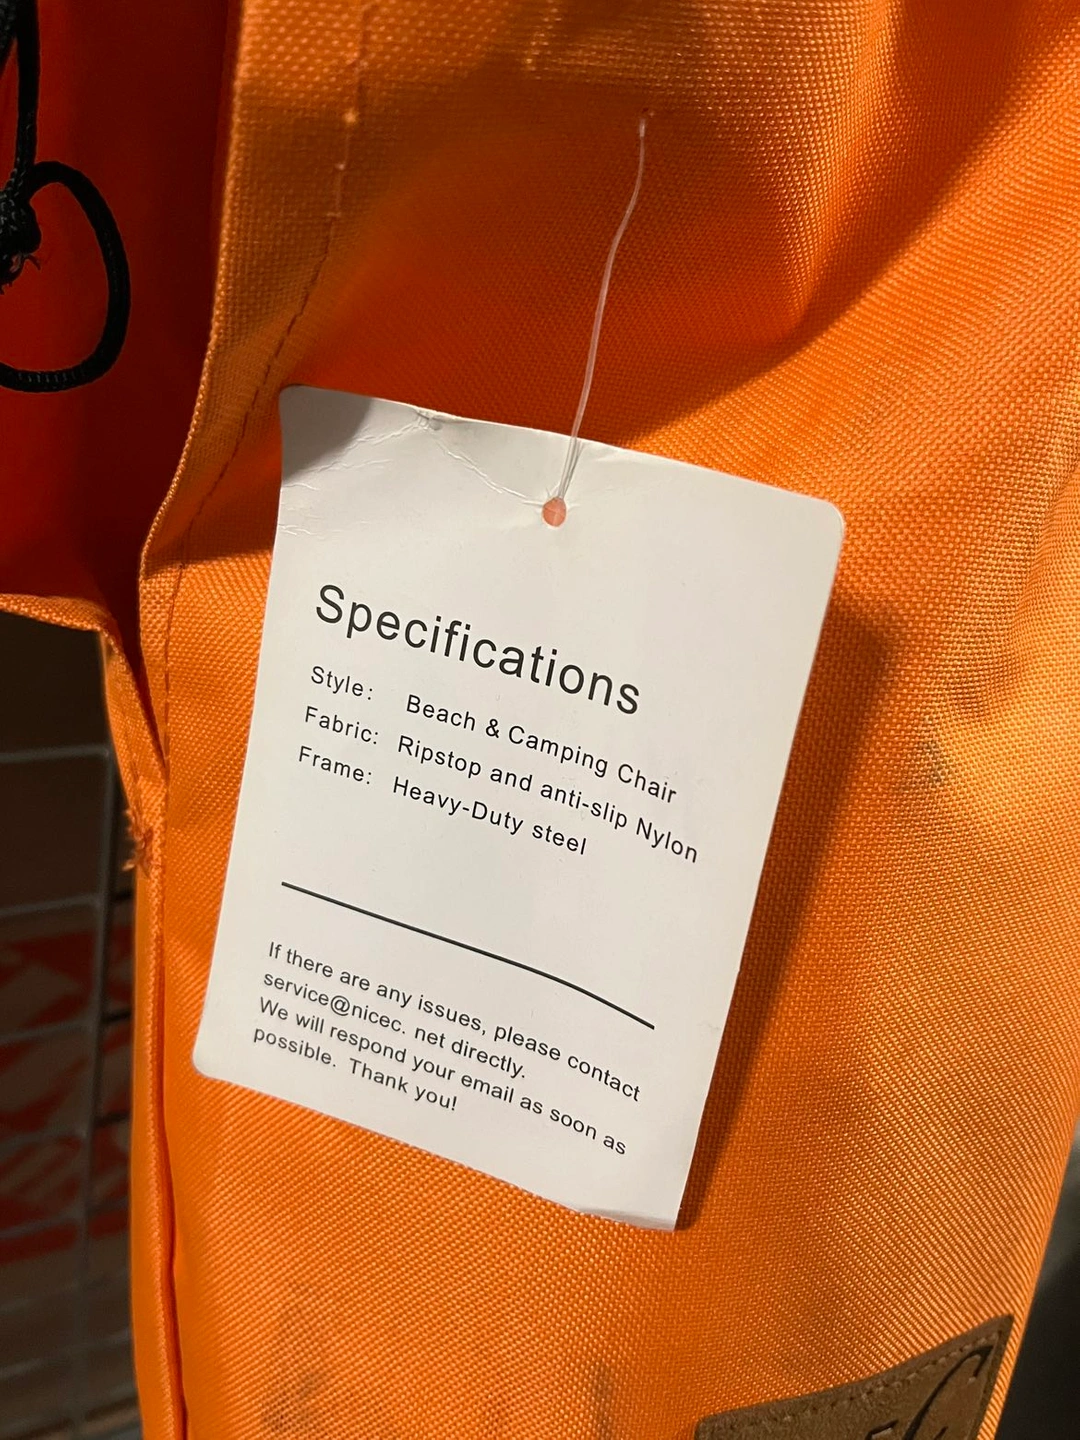 Specifications
Style: Beach & Camping Chair
Fabric: Ripstop and anti-slip Nylon
Frame: Heavy-Duty steel
If there are any issues, please contact
service@nicec. net directly.
We will respond your email as soon as
possible. Thank you!